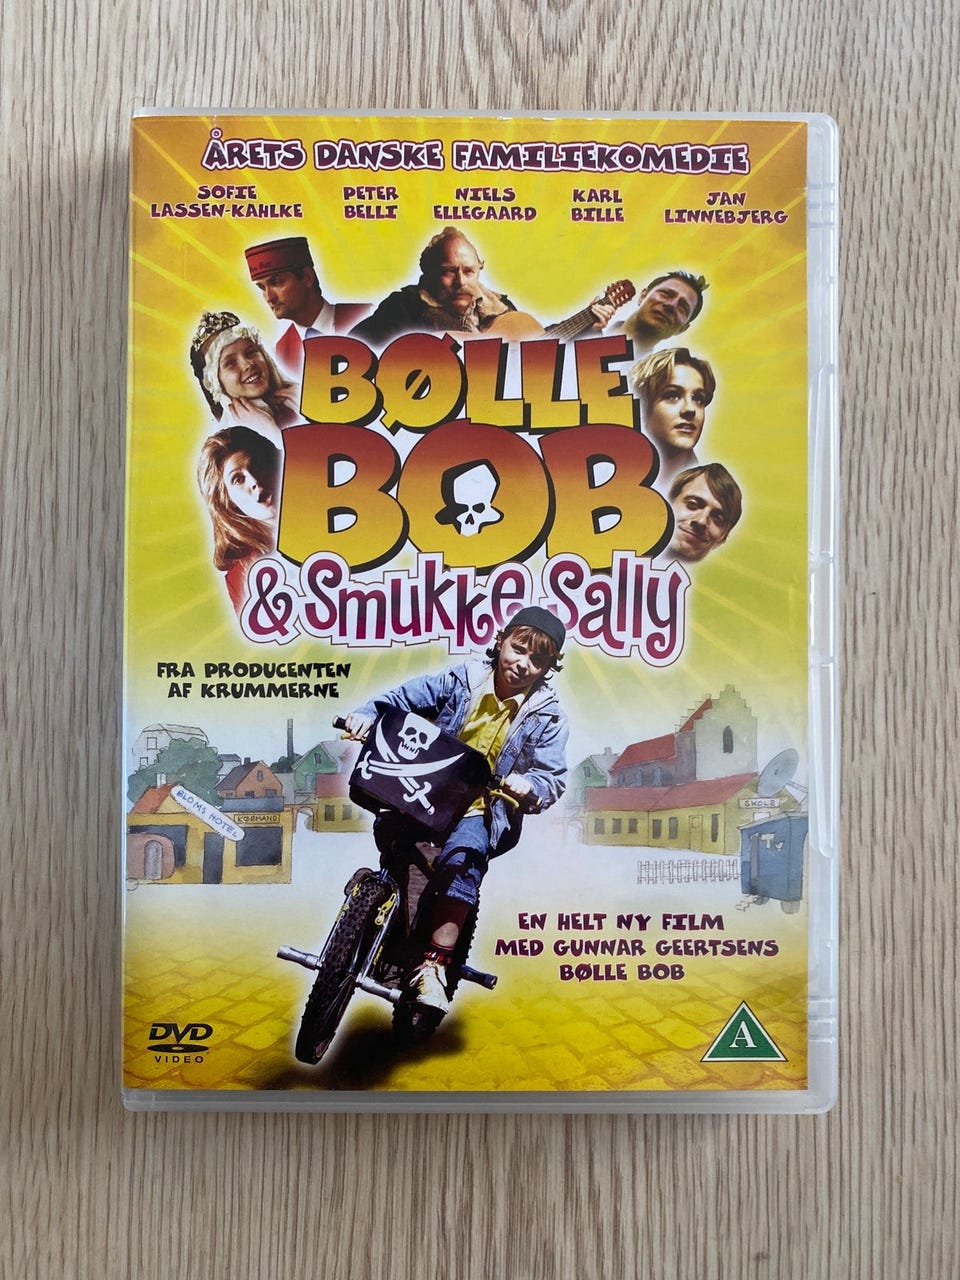 ÅRETS DANSKE FAMILIEKOMEDIE
SOFIE LASSEN-KAHLKE
PETER BELLI
NIELS ELLEGAARD
KARL BILLE
JAN LINNEBJERG
BØLLE
BOB
& Smukke Sally
FRA PRODUCENTEN
AF KRUMMERNE
BLOMS HOTEL
KØBMAND
SKOLE
TV
EN HELT NY FILM
MED GUNNAR GEERTSENS
BØLLE BOB
DVD
VIDEO
A